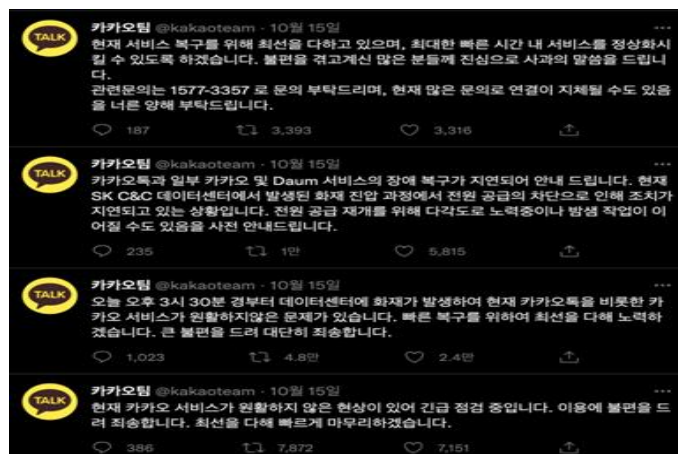 TALK
카카오팀 @kakaoteam · 10월 15일
현재 서비스 복구를 위해 최선을 다하고 있으며, 최대한 빠른 시간 내 서비스를 정상화시
킬 수 있도록 하겠습니다. 불편을 겪고계신 많은 분들께 진심으로 사과의 말씀을 드립니
다.
관련문의는 1577-3357 로 문의 부탁드리며, 현재 많은 문의로 연결이 지체될 수도 있음
을 너른 양해 부탁드립니다.
187 3,393 3,316
TALK
카카오팀 @kakaoteam · 10월 15일
카카오톡과 일부 카카오 및 Daum 서비스의 장애 복구가 지연되어 안내 드립니다. 현재
SK C&C 데이터센터에서 발생된 화재 진압 과정에서 전원 공급의 차단으로 인해 조치가
지연되고 있는 상황입니다. 전원 공급 재개를 위해 다각도로 노력중이나 밤샘 작업이 이
어질 수도 있음을 사전 안내드립니다.
235 1만 5,815
TALK
카카오팀 @kakaoteam · 10월 15일
오늘 오후 3시 30분 경부터 데이터센터에 화재가 발생하여 현재 카카오톡을 비롯한 카
카오 서비스가 원활하지않은 문제가 있습니다. 빠른 복구를 위하여 최선을 다해 노력하
겠습니다. 큰 불편을 드려 대단히 죄송합니다.
1,023 4.8만 2.4만
TALK
카카오팀 @kakaoteam · 10월 15일
현재 카카오 서비스가 원활하지 않은 현상이 있어 긴급 점검 중입니다. 이용에 불편을 드
려 죄송합니다. 최선을 다해 빠르게 마무리하겠습니다.
386 7,872 7,151